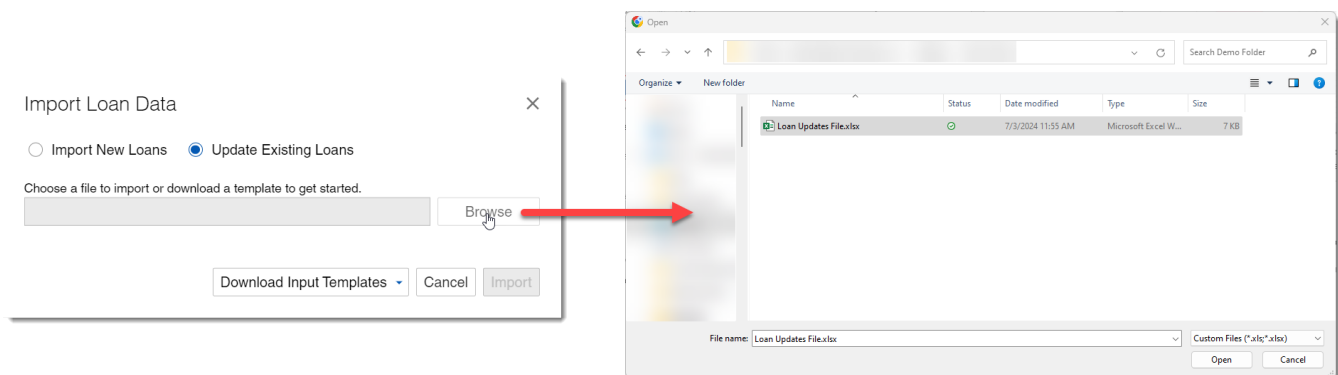 Import Loan Data
Import New Loans Update Existing Loans
Choose a file to import or download a template to get started.
Browse
Download Input Templates Cancel Import
Open
Search Demo Folder
Organize New folder
Name Status Date modified Type Size
Loan Updates File.xlsx 7/3/2024 11:55 AM Microsoft Excel W... 7 KB
File name: Loan Updates File.xlsx Custom Files (*.xls;*.xlsx)
Open Cancel